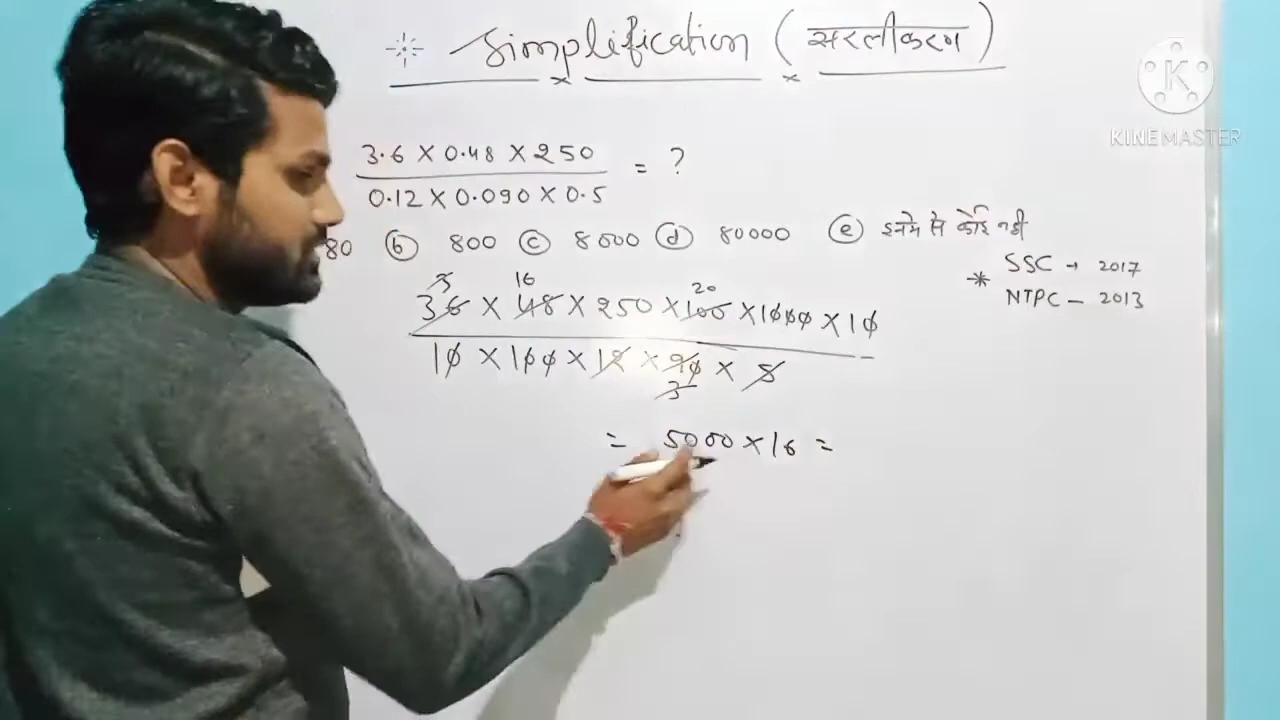 Simplification (सरलीकरण)
3.6 X 0.48 X 250
= ?
0.12 X 0.090 X 0.5
80 (b) 800 (c) 8000 (d) 80000 (e) इनमे से कोई नही
* SSC → 2017
NTPC – 2013
3 16 20
36 X 48 X 250 X 100 X 1000 X 10
10 X 100 X 12 X 90 X 5
3
= 5000 X 16 =
K
KINEMASTER